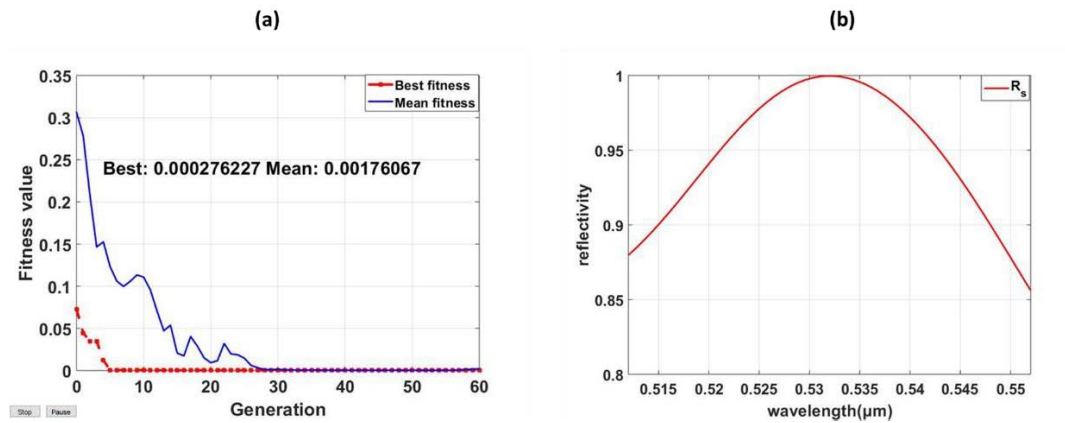 (a)
(b)
Best fitness
Mean fitness
Best: 0.000276227 Mean: 0.00176067
Fitness value
0.35
0.3
0.25
0.2
0.15
0.1
0.05
0
0 10 20 30 40 50 60
Generation
Stop Pause
R_s
reflectivity
1
0.95
0.9
0.85
0.8
0.515 0.52 0.525 0.53 0.535 0.54 0.545 0.55
wavelength(μm)